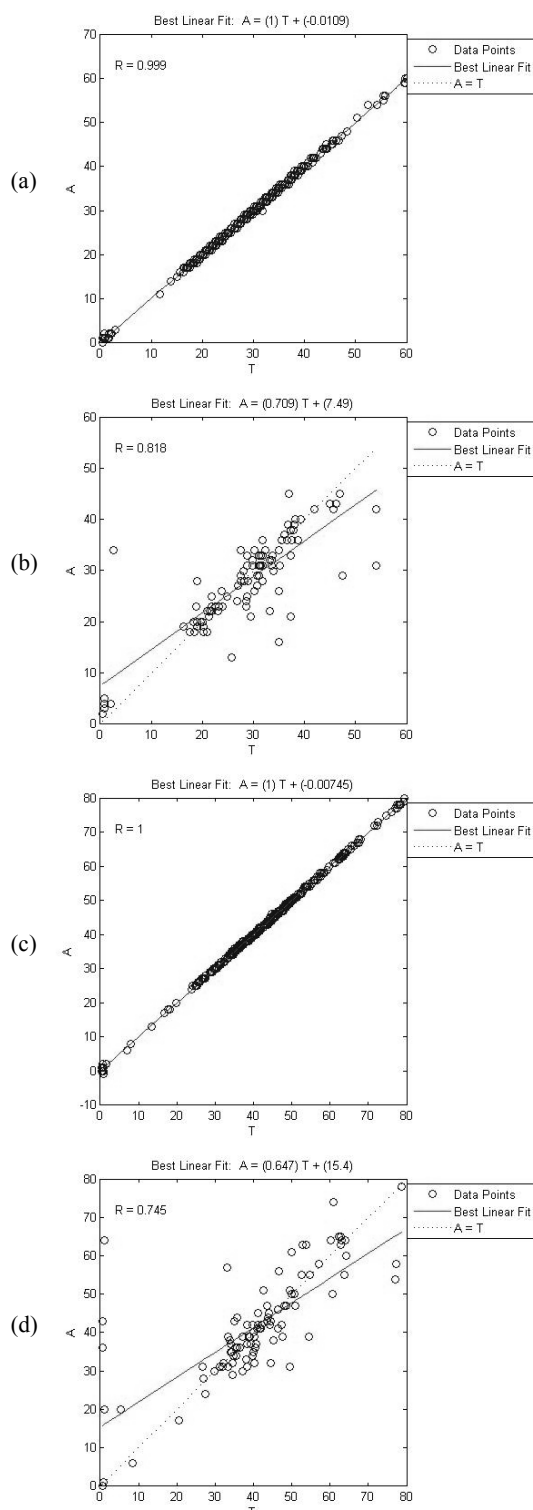 Best Linear Fit: A = (1) T + (-0.0109)
R = 0.999
Data Points
Best Linear Fit
A = T
(a)
A
70
60
50
40
30
20
10
0
0 10 20 30 40 50 60
T
Best Linear Fit: A = (0.709) T + (7.49)
R = 0.818
Data Points
Best Linear Fit
A = T
(b)
A
60
50
40
30
20
10
0
0 10 20 30 40 50 60
T
Best Linear Fit: A = (1) T + (-0.00745)
R = 1
Data Points
Best Linear Fit
A = T
(c)
A
80
70
60
50
40
30
20
10
0
-10
0 10 20 30 40 50 60 70 80
T
Best Linear Fit: A = (0.647) T + (15.4)
R = 0.745
Data Points
Best Linear Fit
A = T
(d)
A
80
70
60
50
40
30
20
10
0
0 10 20 30 40 50 60 70 80
T